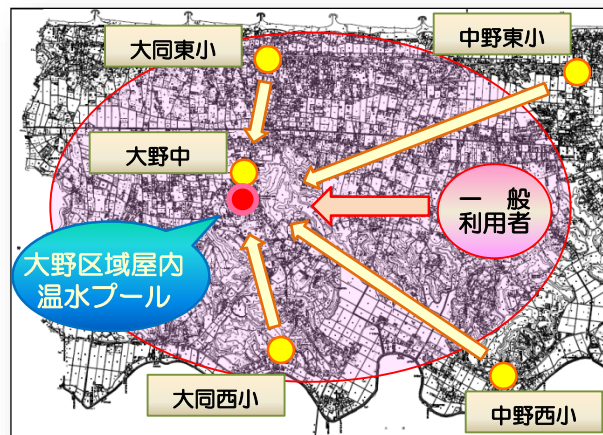 大同東小
中野東小
大野中
一　般
利用者
大野区域屋内
温水プール
大同西小
中野西小